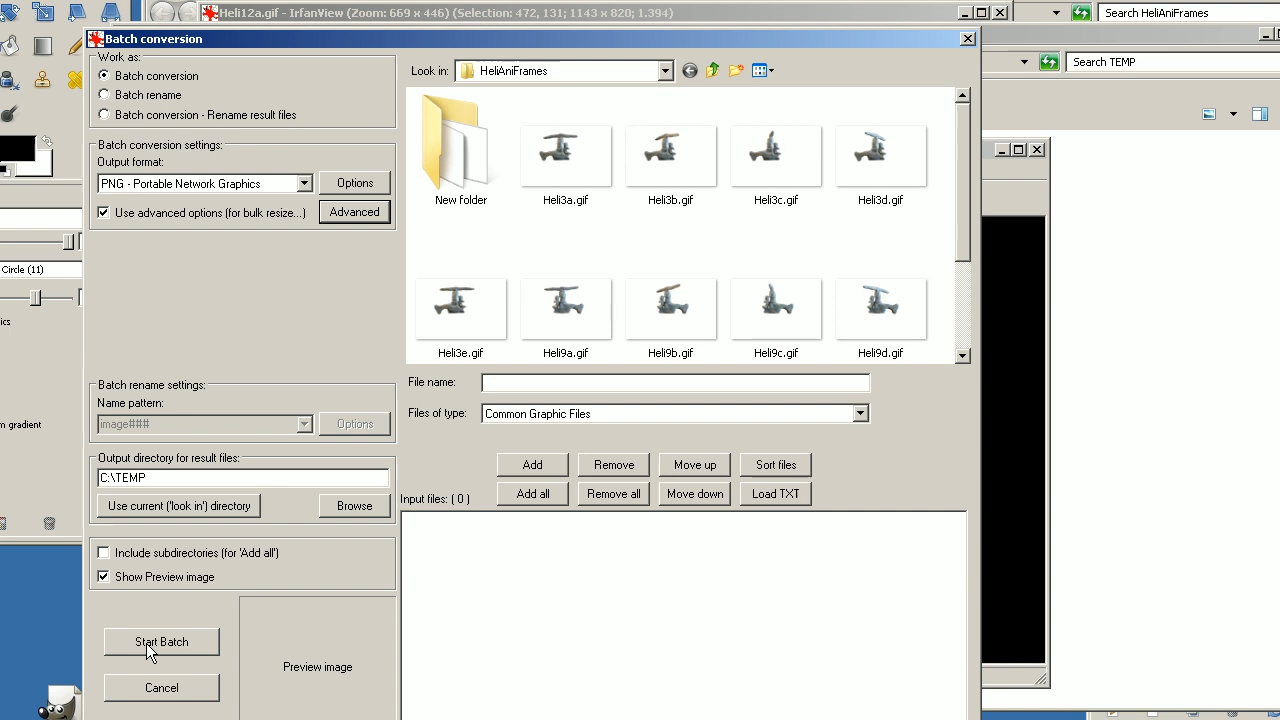 Heli12a.gif - IrfanView (Zoom: 669 x 446) (Selection: 472, 131; 1143 x 820; 1.394)
Search HeliAniFrames
Batch conversion
Work as:
Batch conversion
Batch rename
Batch conversion - Rename result files
Batch conversion settings:
Output format:
PNG - Portable Network Graphics
Options
Use advanced options (for bulk resize...)
Advanced
Look in:
HeliAniFrames
Search TEMP
New folder
Heli3a.gif
Heli3b.gif
Heli3c.gif
Heli3d.gif
Heli3e.gif
Heli9a.gif
Heli9b.gif
Heli9c.gif
Heli9d.gif
Circle (11)
ics
m gradient
Batch rename settings:
Name pattern:
image###
Options
File name:
Files of type:
Common Graphic Files
Output directory for result files:
C:\TEMP
Use current ('look in') directory
Browse
Add
Remove
Move up
Sort files
Input files: ( 0 )
Add all
Remove all
Move down
Load TXT
Include subdirectories (for 'Add all')
Show Preview image
Start Batch
Cancel
Preview image